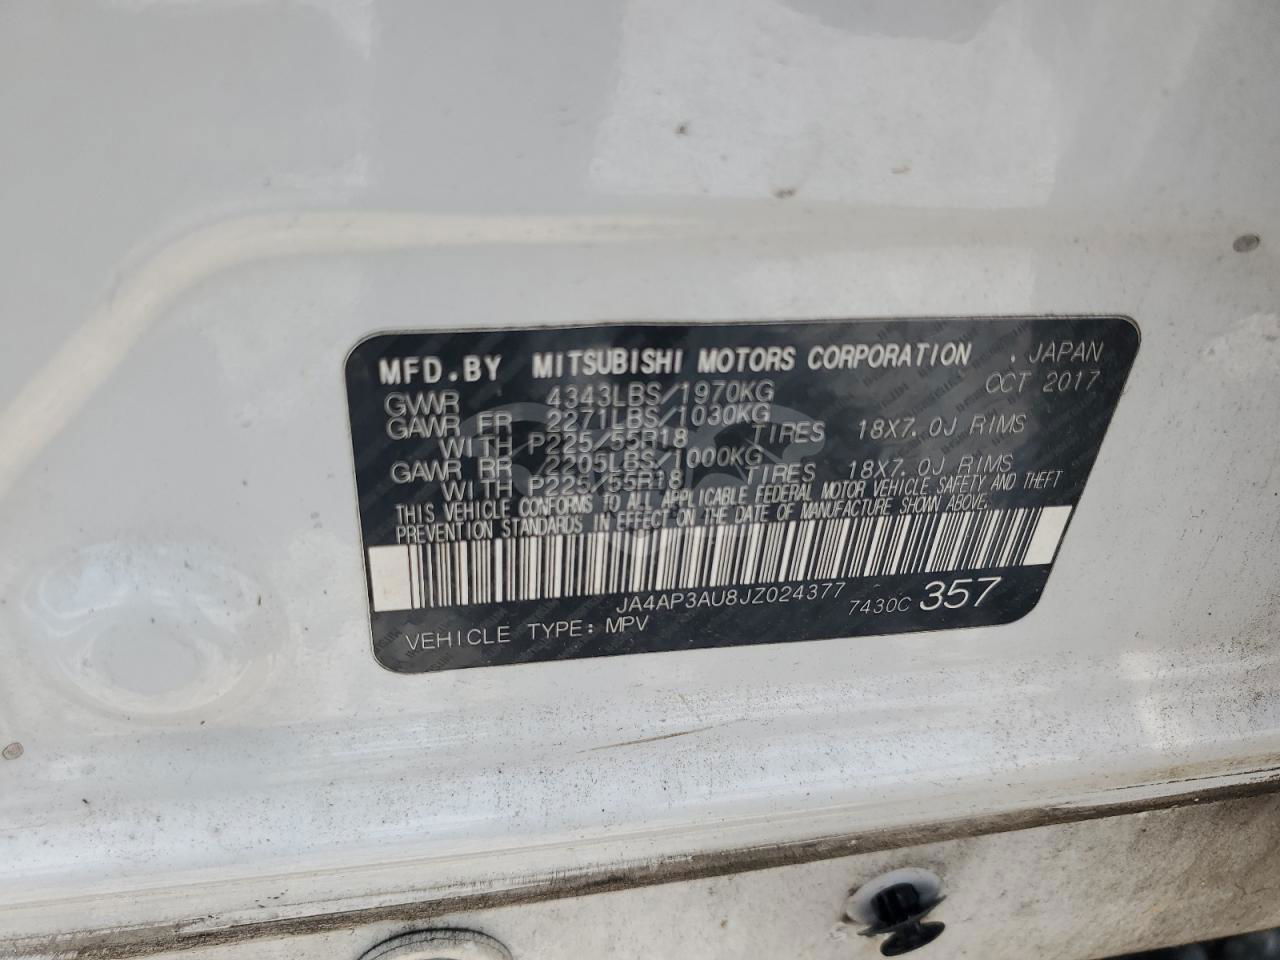 MFD.BY MITSUBISHI MOTORS CORPORATION . JAPAN
GVWR 4343LBS/1970KG OCT 2017
GAWR FR 2271LBS/1030KG
WITH P225/55R18 TIRES 18X7.0J RIMS
GAWR RR 2205LBS/1000KG
WITH P225/55R18 TIRES 18X7.0J RIMS
THIS VEHICLE CONFORMS TO ALL APPLICABLE FEDERAL MOTOR VEHICLE SAFETY AND THEFT
PREVENTION STANDARDS IN EFFECT ON THE DATE OF MANUFACTURE SHOWN ABOVE.
JA4AP3AU8JZ024377 7430C 357
VEHICLE TYPE: MPV